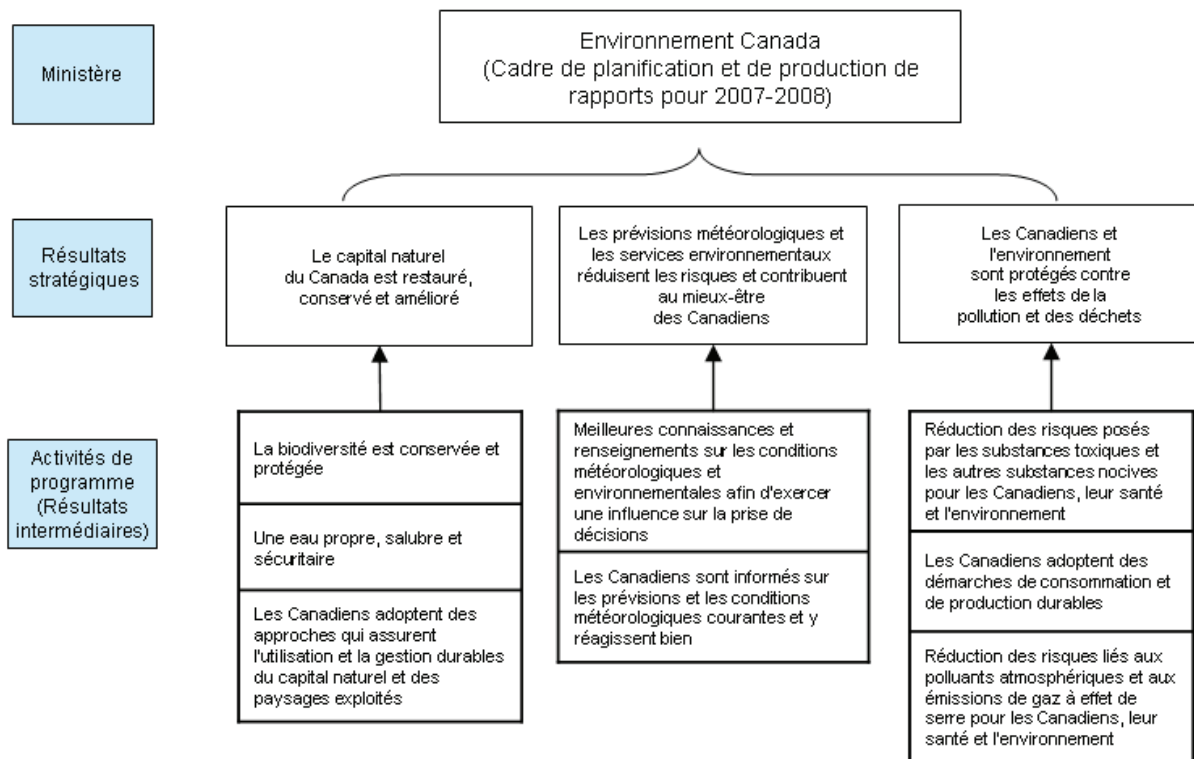 Ministère
Environnement Canada
(Cadre de planification et de production de
rapports pour 2007-2008)
Résultats
stratégiques
Le capital naturel
du Canada est restauré,
conservé et amélioré
Les prévisions météorologiques et
les services environnementaux
réduisent les risques et contribuent
au mieux-être
des Canadiens
Les Canadiens et
l'environnement
sont protégés contre
les effets de la
pollution et des déchets
Activités de
programme
(Résultats
intermédiaires)
La biodiversité est conservée et
protégée
Une eau propre, salubre et
sécuritaire
Les Canadiens adoptent des
approches qui assurent
l'utilisation et la gestion durables
du capital naturel et des
paysages exploités
Meilleures connaissances et
renseignements sur les conditions
météorologiques et
environnementales afin d'exercer
une influence sur la prise de
décisions
Les Canadiens sont informés sur
les prévisions et les conditions
météorologiques courantes et y
réagissent bien
Réduction des risques posés
par les substances toxiques et
les autres substances nocives
pour les Canadiens, leur santé
et l'environnement
Les Canadiens adoptent des
démarches de consommation et
de production durables
Réduction des risques liés aux
polluants atmosphériques et aux
émissions de gaz à effet de
serre pour les Canadiens, leur
santé et l'environnement